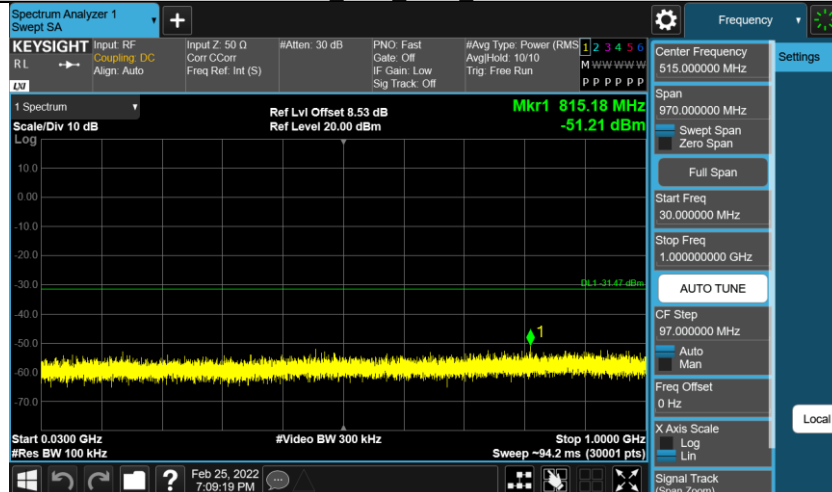 Spectrum Analyzer 1
Swept SA
+
Frequency
KEYSIGHT
RL
LXI
Input: RF
Coupling: DC
Align: Auto
Input Z: 50 Ω
Corr CCorr
Freq Ref: Int (S)
#Atten: 30 dB
PNO: Fast
Gate: Off
IF Gain: Low
Sig Track: Off
#Avg Type: Power (RMS
Avg|Hold: 10/10
Trig: Free Run
1 2 3 4 5 6
M W W W W W
P P P P P P
1 Spectrum
Scale/Div 10 dB
Log
Ref Lvl Offset 8.53 dB
Ref Level 20.00 dBm
Mkr1 815.18 MHz
-51.21 dBm
10.0
0.00
-10.0
-20.0
-30.0
-40.0
-50.0
-60.0
-70.0
DL1 -31.47 dBm
1
Start 0.0300 GHz
#Res BW 100 kHz
#Video BW 300 kHz
Stop 1.0000 GHz
Sweep ~94.2 ms (30001 pts)
?
Feb 25, 2022
7:09:19 PM
Center Frequency
515.000000 MHz
Span
970.000000 MHz
Swept Span
Zero Span
Full Span
Start Freq
30.000000 MHz
Stop Freq
1.000000000 GHz
AUTO TUNE
CF Step
97.000000 MHz
Auto
Man
Freq Offset
0 Hz
X Axis Scale
Log
Lin
Signal Track
(Span Zoom)
Settings
Local